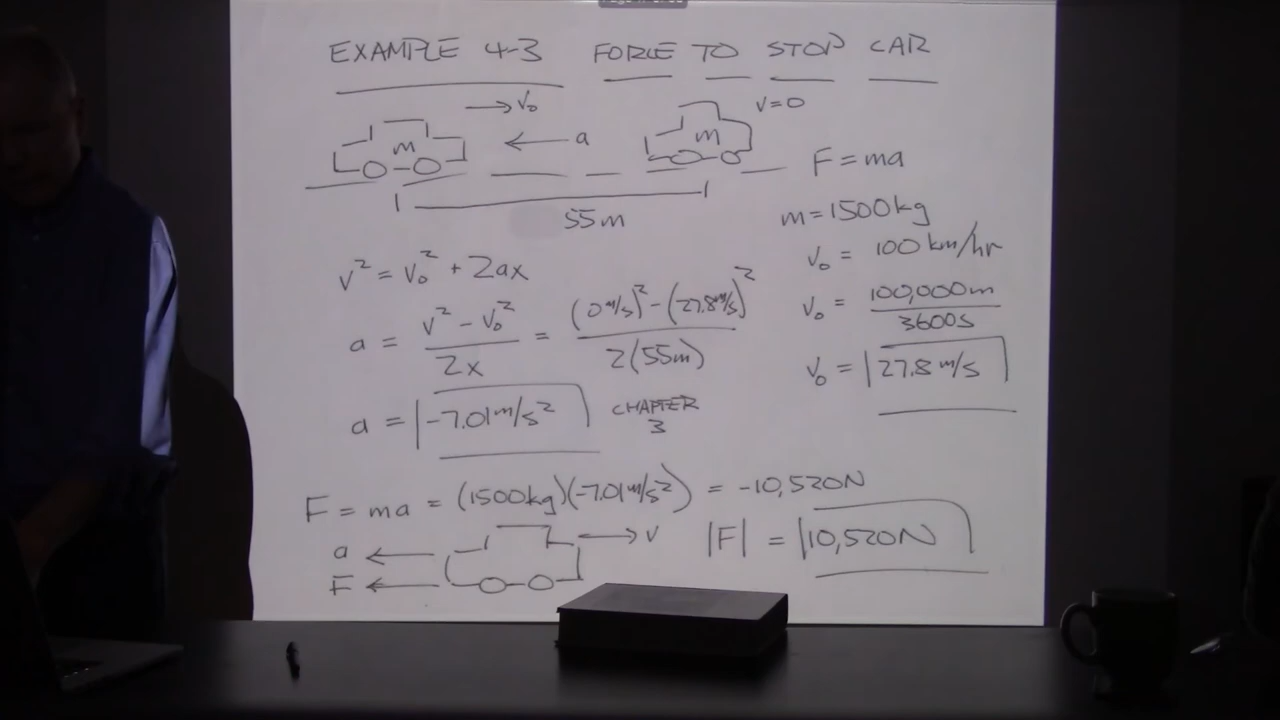 EXAMPLE 4-3 FORCE TO STOP CAR
→ v₀
v=0
m
← a
m
F = ma
55m
m = 1500kg
v₀ = 100 km/hr
v² = v₀² + 2ax
v₀ = 100,000m / 3600s
a = (v² - v₀²) / 2x = ((0 m/s)² - (27.8 m/s)²) / 2(55m)
v₀ = 27.8 m/s
a = -7.01 m/s² CHAPTER 3
F = ma = (1500kg)(-7.01 m/s²) = -10,520N
a ← → v |F| = 10,520N
F ←